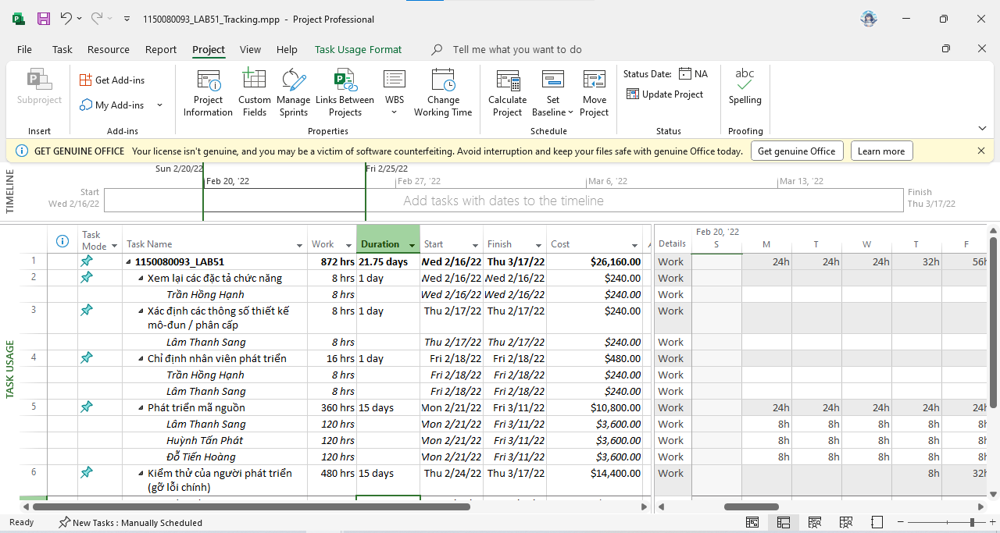 1150080093_LAB51_Tracking.mpp - Project Professional
File Task Resource Report Project View Help Task Usage Format Tell me what you want to do
Subproject
Insert
Get Add-ins
My Add-ins
Add-ins
Project Information
Custom Fields
Manage Sprints
Links Between Projects
WBS
Change Working Time
Properties
Calculate Project
Set Baseline
Move Project
Schedule
Status Date: NA
Update Project
Status
abc
Spelling
Proofing
GET GENUINE OFFICE Your license isn't genuine, and you may be a victim of software counterfeiting. Avoid interruption and keep your files safe with genuine Office today. Get genuine Office Learn more
TIMELINE
Sun 2/20/22 Fri 2/25/22
Feb 20, '22 Feb 27, '22 Mar 6, '22 Mar 13, '22
Start
Wed 2/16/22
Add tasks with dates to the timeline
Finish
Thu 3/17/22
TASK USAGE
Task Mode Task Name Work Duration Start Finish Cost Details
Feb 20, '22
S M T W T F
1 1150080093_LAB51 872 hrs 21.75 days Wed 2/16/22 Thu 3/17/22 $26,160.00 Work 24h 24h 24h 32h 56h
2 Xem lại các đặc tả chức năng 8 hrs 1 day Wed 2/16/22 Wed 2/16/22 $240.00 Work
Trần Hồng Hạnh 8 hrs Wed 2/16/22 Wed 2/16/22 $240.00 Work
3 Xác định các thông số thiết kế 8 hrs 1 day Thu 2/17/22 Thu 2/17/22 $240.00 Work
mô-đun / phân cấp
Lâm Thanh Sang 8 hrs Thu 2/17/22 Thu 2/17/22 $240.00 Work
4 Chỉ định nhân viên phát triển 16 hrs 1 day Fri 2/18/22 Fri 2/18/22 $480.00 Work
Trần Hồng Hạnh 8 hrs Fri 2/18/22 Fri 2/18/22 $240.00 Work
Lâm Thanh Sang 8 hrs Fri 2/18/22 Fri 2/18/22 $240.00 Work
5 Phát triển mã nguồn 360 hrs 15 days Mon 2/21/22 Fri 3/11/22 $10,800.00 Work 24h 24h 24h 24h 24h
Lâm Thanh Sang 120 hrs Mon 2/21/22 Fri 3/11/22 $3,600.00 Work 8h 8h 8h 8h 8h
Huỳnh Tấn Phát 120 hrs Mon 2/21/22 Fri 3/11/22 $3,600.00 Work 8h 8h 8h 8h 8h
Đỗ Tiến Hoàng 120 hrs Mon 2/21/22 Fri 3/11/22 $3,600.00 Work 8h 8h 8h 8h 8h
6 Kiểm thử của người phát triển 480 hrs 15 days Thu 2/24/22 Thu 3/17/22 $14,400.00 Work 8h 32h
(gỡ lỗi chính)
Ready New Tasks : Manually Scheduled